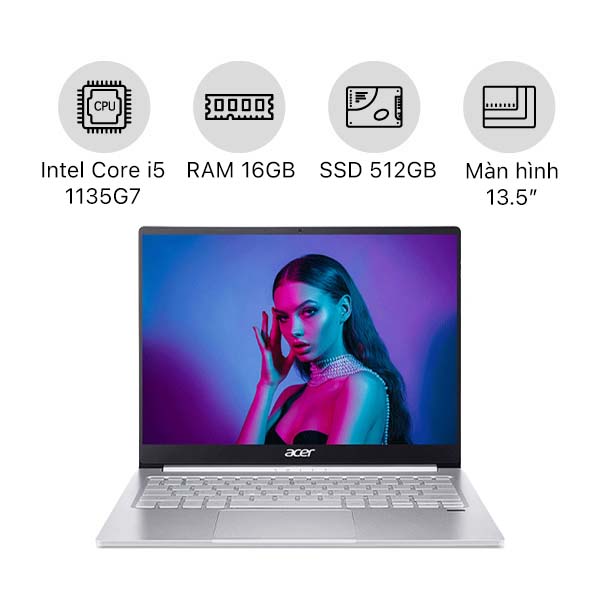 CPU
Intel Core i5
1135G7
RAM 16GB
SSD 512GB
Màn hình
13.5"
acer